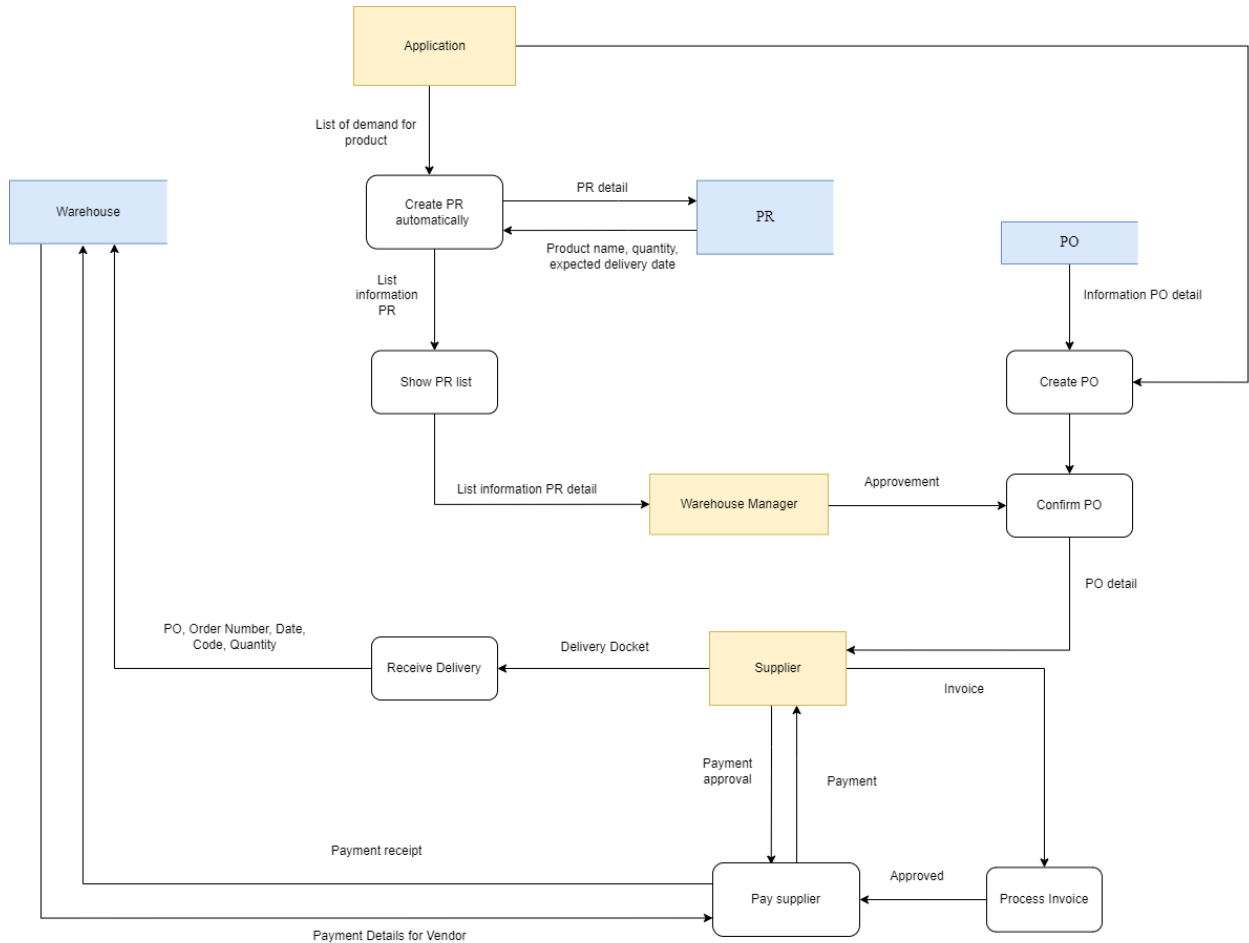 Application
List of demand for
product
Warehouse
Create PR
automatically
PR detail
PR
Product name, quantity,
expected delivery date
PO
List
information
PR
Information PO detail
Show PR list
Create PO
List information PR detail
Warehouse Manager
Approvement
Confirm PO
PO detail
PO, Order Number, Date,
Code, Quantity
Receive Delivery
Delivery Docket
Supplier
Invoice
Payment
approval
Payment
Payment receipt
Pay supplier
Approved
Process Invoice
Payment Details for Vendor